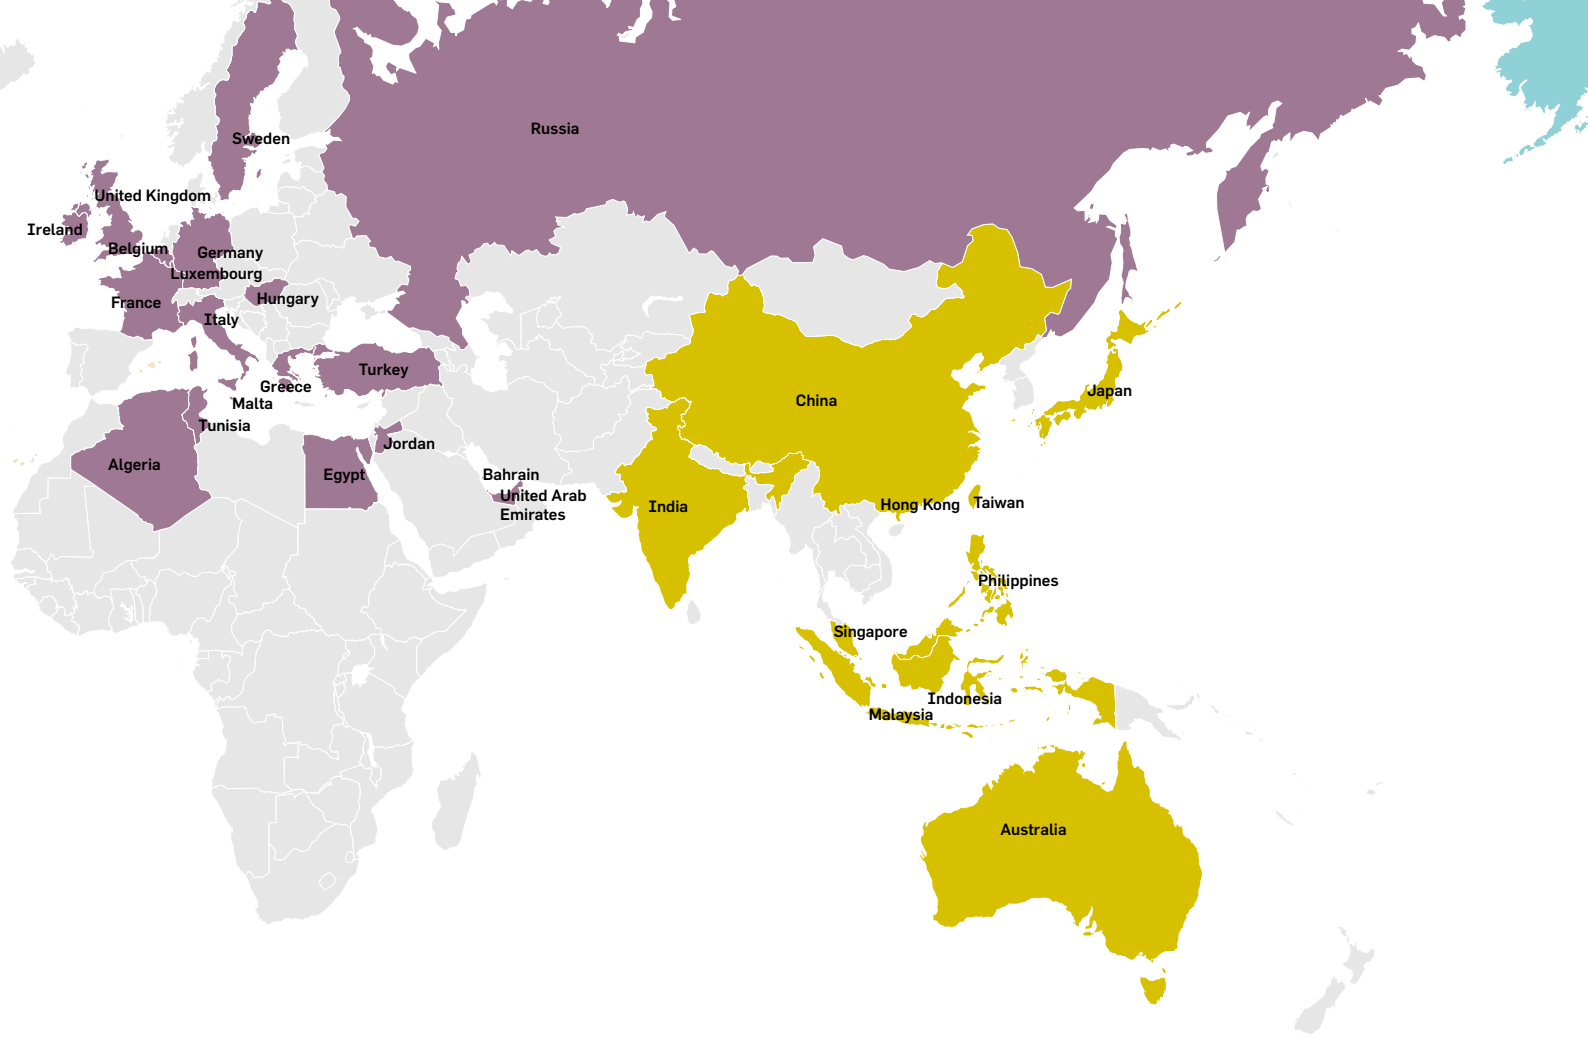 Russia
Sweden
United Kingdom
Ireland
Belgium
Germany
Luxembourg
France
Hungary
Italy
Turkey
Greece
Malta
Tunisia
Algeria
Jordan
Egypt
Bahrain
United Arab
Emirates
China
Japan
India
Hong Kong
Taiwan
Philippines
Singapore
Indonesia
Malaysia
Australia